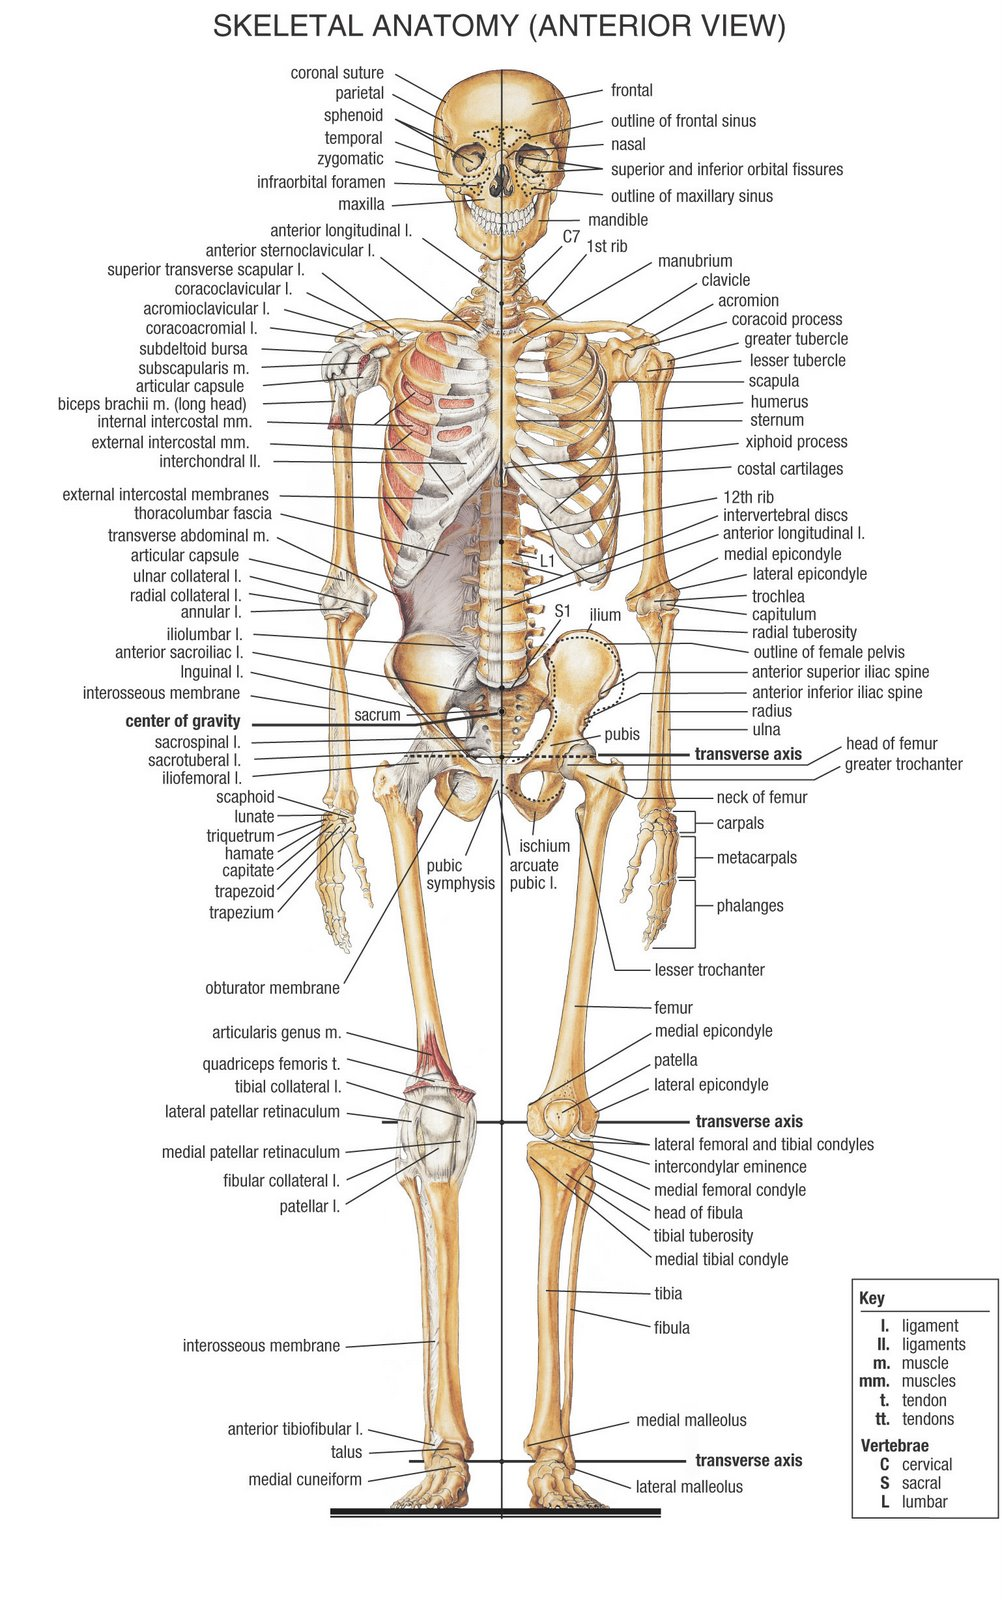 SKELETAL ANATOMY (ANTERIOR VIEW)
coronal suture
parietal
sphenoid
temporal
zygomatic
infraorbital foramen
maxilla
anterior longitudinal l.
anterior sternoclavicular l.
superior transverse scapular l.
coracoclavicular l.
acromioclavicular l.
coracoacromial l.
subdeltoid bursa
subscapularis m.
articular capsule
biceps brachii m. (long head)
internal intercostal mm.
external intercostal mm.
interchondral ll.
external intercostal membranes
thoracolumbar fascia
transverse abdominal m.
articular capsule
ulnar collateral l.
radial collateral l.
annular l.
iliolumbar l.
anterior sacroiliac l.
Inguinal l.
interosseous membrane
sacrum
center of gravity
sacrospinal l.
sacrotuberal l.
iliofemoral l.
scaphoid
lunate
triquetrum
hamate
capitate
trapezoid
trapezium
obturator membrane
articularis genus m.
quadriceps femoris t.
tibial collateral l.
lateral patellar retinaculum
medial patellar retinaculum
fibular collateral l.
patellar l.
interosseous membrane
anterior tibiofibular l.
talus
medial cuneiform
frontal
outline of frontal sinus
nasal
superior and inferior orbital fissures
outline of maxillary sinus
mandible
C7
1st rib
manubrium
clavicle
acromion
coracoid process
greater tubercle
lesser tubercle
scapula
humerus
sternum
xiphoid process
costal cartilages
12th rib
intervertebral discs
anterior longitudinal l.
medial epicondyle
L1
lateral epicondyle
trochlea
capitulum
S1
ilium
radial tuberosity
outline of female pelvis
anterior superior iliac spine
anterior inferior iliac spine
radius
ulna
pubis
head of femur
transverse axis
greater trochanter
neck of femur
carpals
ischium
pubic
symphysis
arcuate
pubic l.
metacarpals
phalanges
lesser trochanter
femur
medial epicondyle
patella
lateral epicondyle
transverse axis
lateral femoral and tibial condyles
intercondylar eminence
medial femoral condyle
head of fibula
tibial tuberosity
medial tibial condyle
tibia
fibula
medial malleolus
transverse axis
lateral malleolus
Key
l. ligament
ll. ligaments
m. muscle
mm. muscles
t. tendon
tt. tendons
Vertebrae
C cervical
S sacral
L lumbar